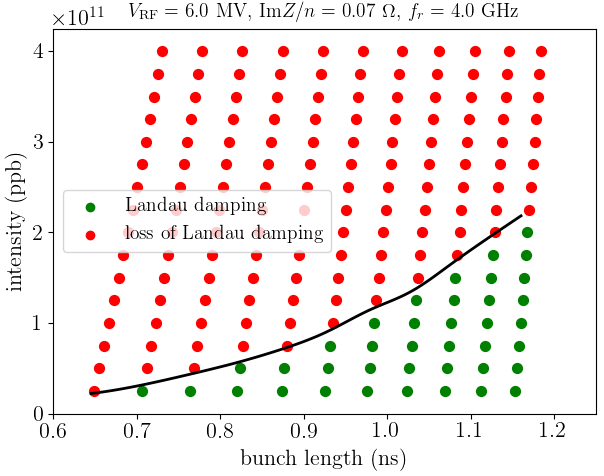 ×10¹¹ V_RF = 6.0 MV, ImZ/n = 0.07 Ω, f_r = 4.0 GHz
4
3
2
1
0
intensity (ppb)
Landau damping
loss of Landau damping
0.6 0.7 0.8 0.9 1.0 1.1 1.2
bunch length (ns)